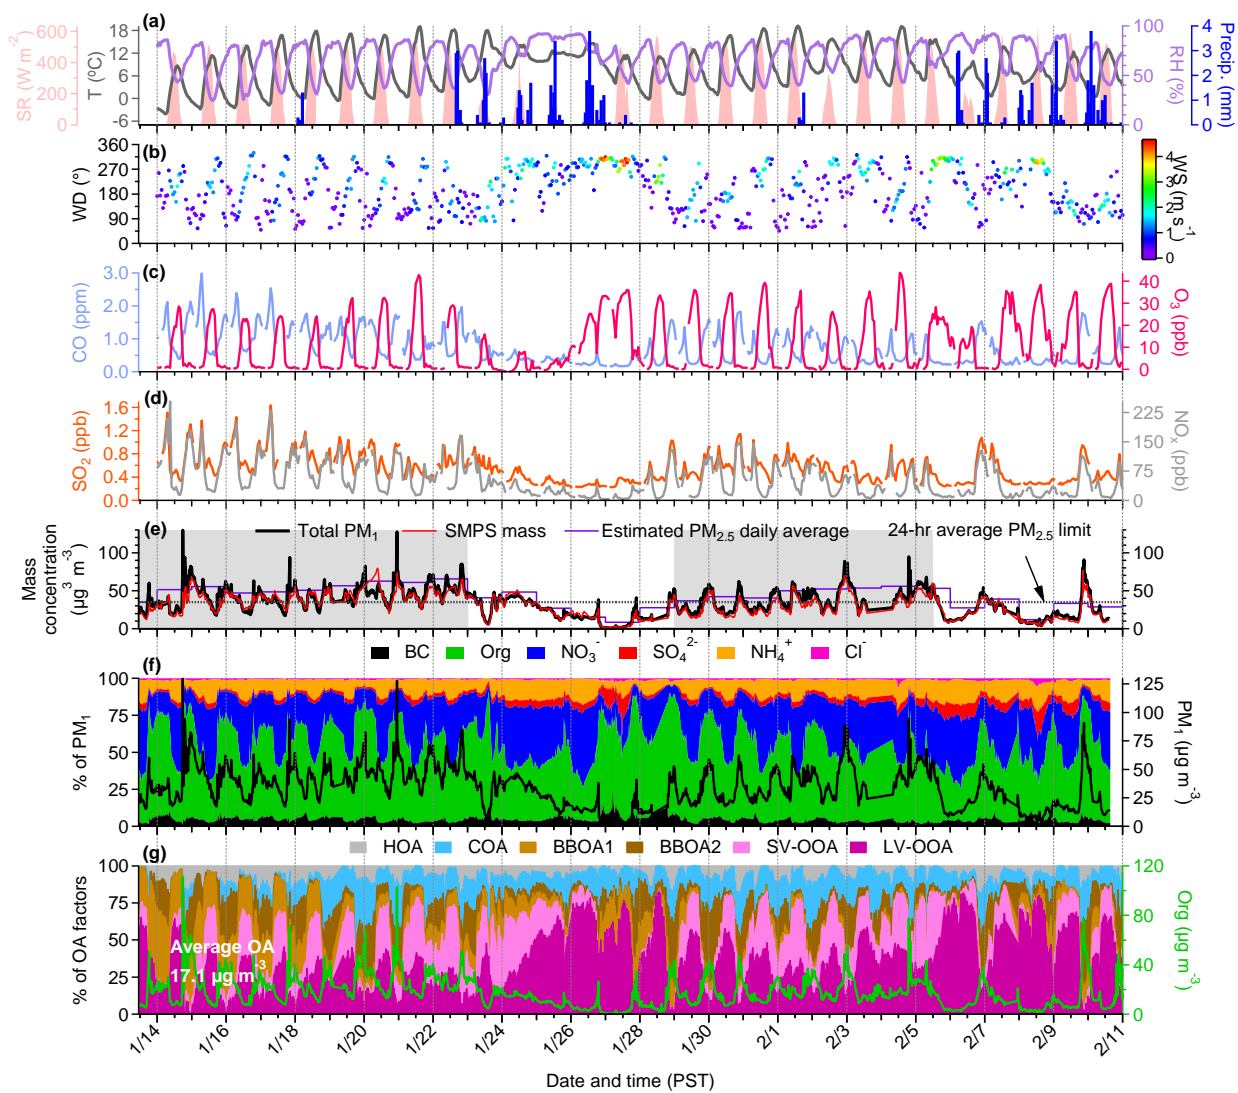 (a)
SR (W m-2)
600
400
200
0
T (ºC)
18
12
6
0
-6
100
50
0
RH (%)
4
3
2
1
0
Precip. (mm)
(b)
WD (º)
360
270
180
90
0
4
3
2
1
0
WS (m s-1)
(c)
CO (ppm)
3.0
2.0
1.0
0.0
40
30
20
10
0
O3 (ppb)
(d)
SO2 (ppb)
1.6
1.2
0.8
0.4
0.0
225
150
75
0
NOx (ppb)
(e) Total PM1 SMPS mass Estimated PM2.5 daily average 24-hr average PM2.5 limit
Mass
concentration
(µg3 m-3)
100
50
0
100
50
0
BC Org NO3- SO42- NH4+ Cl-
(f)
% of PM1
100
75
50
25
0
125
100
75
50
25
0
PM1 (µg m-3)
(g)
HOA COA BBOA1 BBOA2 SV-OOA LV-OOA
% of OA factors
100
75
50
25
0
Average OA
17.1 µg m-3
120
80
40
0
Org (µg m-3)
1/14 1/16 1/18 1/20 1/22 1/24 1/26 1/28 1/30 2/1 2/3 2/5 2/7 2/9 2/11
Date and time (PST)